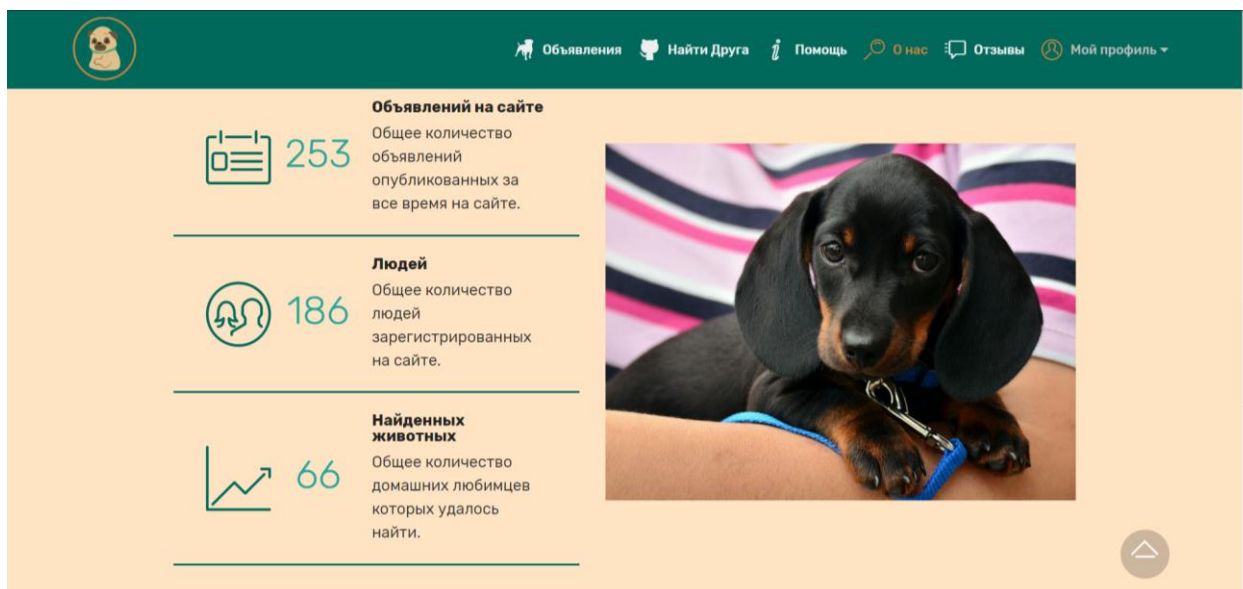 Объявления Найти Друга Помощь О нас Отзывы Мой профиль
Объявлений на сайте
253
Общее количество
объявлений
опубликованных за
все время на сайте.
Людей
186
Общее количество
людей
зарегистрированных
на сайте.
Найденных
животных
66
Общее количество
домашних любимцев
которых удалось
найти.